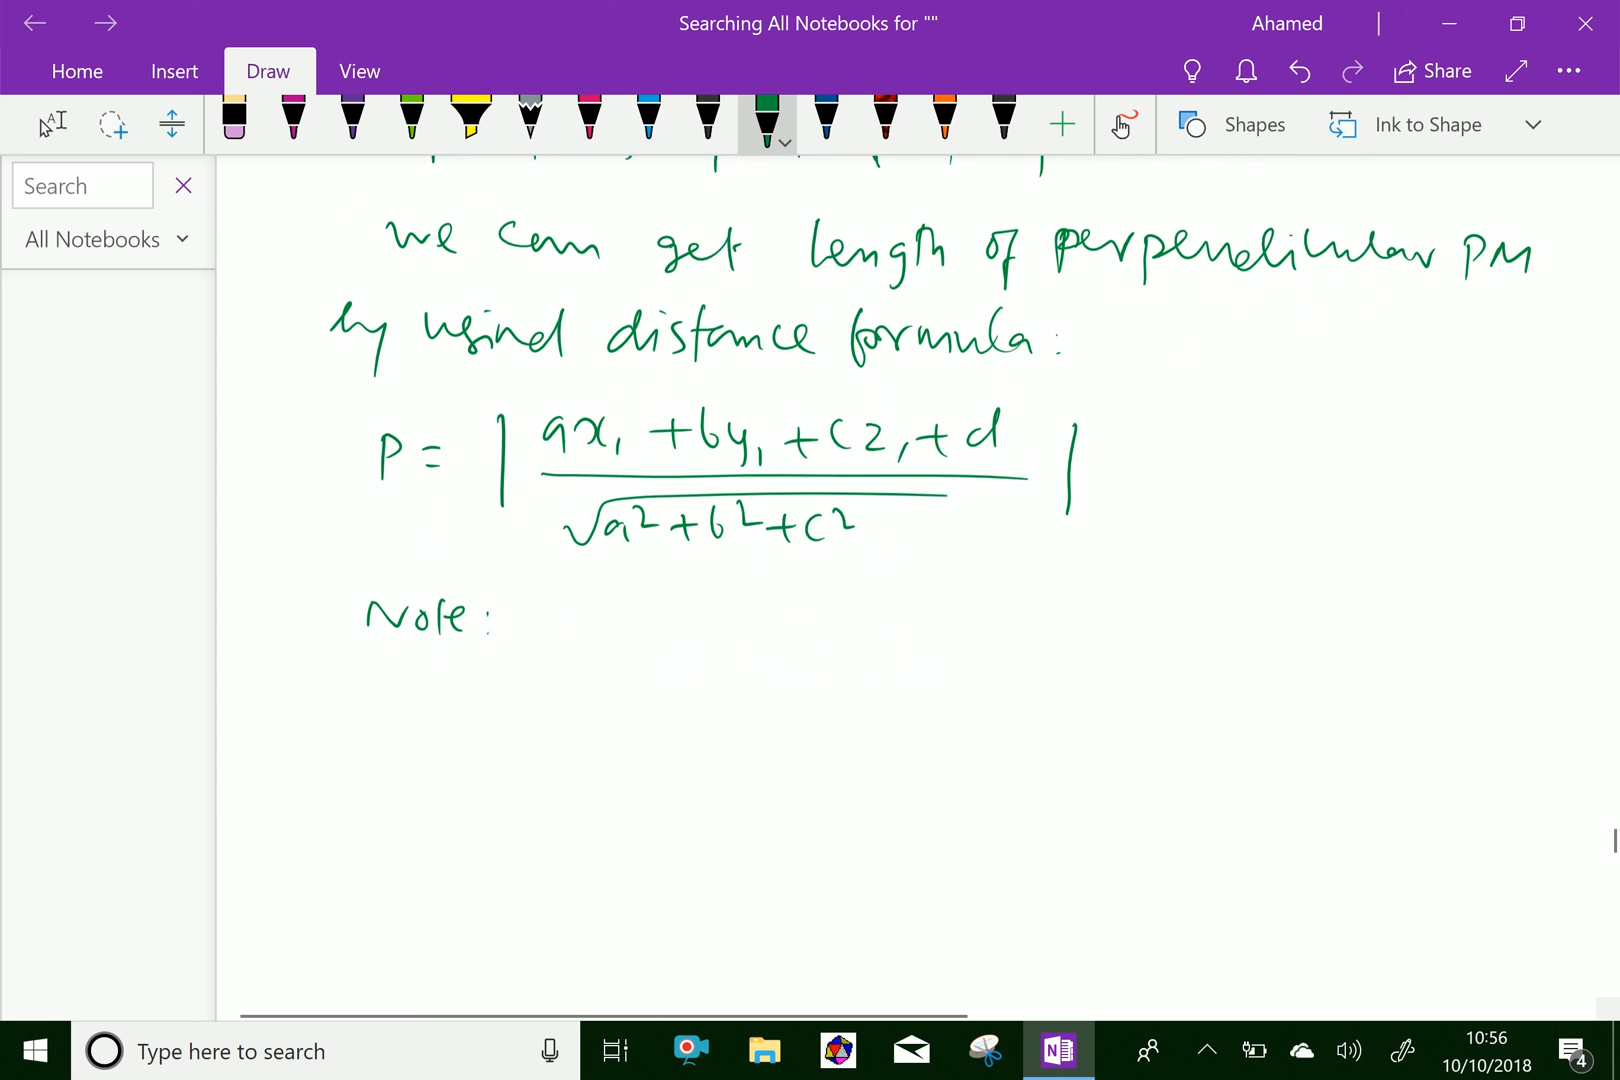 Searching All Notebooks for ""
Ahamed
Home Insert Draw View
Share
Shapes
Ink to Shape
Search
All Notebooks
we can get length of perpendicular PM
by usind distance formula:
P = | ax₁ + by₁ + cz₁ + d |
√a² + b² + c²
Note:
Type here to search
10:56
10/10/2018
4